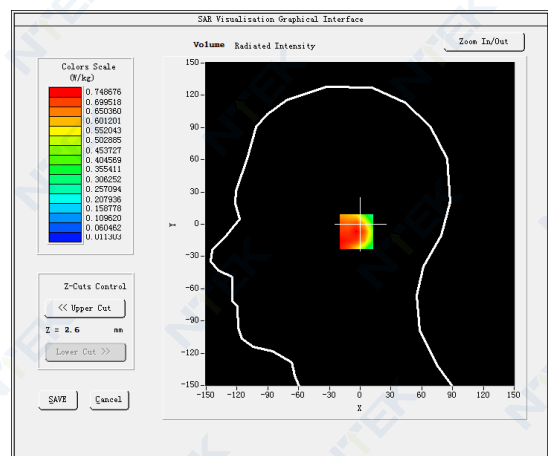 SAR Visualisation Graphical Interface
Volume Radiated Intensity
Zoom In/Out
Colors Scale
(W/kg)
0.748676
0.699518
0.650360
0.601201
0.552043
0.502885
0.453727
0.404569
0.355411
0.306252
0.257094
0.207936
0.158778
0.109620
0.060462
0.011303
Z-Cuts Control
<< Upper Cut
Z = 2.6 mm
Lower Cut >>
SAVE Cancel
150
120
90
60
30
0
-30
-60
-90
-120
-150
Y
-150 -120 -90 -60 -30 0 30 60 90 120 150
X
NTEK